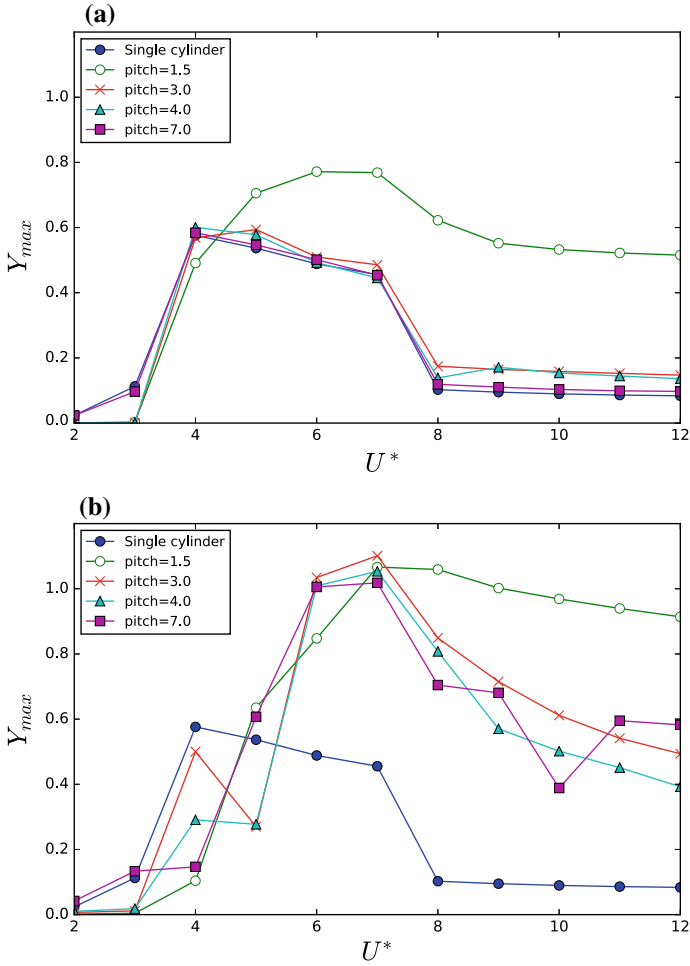 (a)
Single cylinder
pitch=1.5
pitch=3.0
pitch=4.0
pitch=7.0
1.0
0.8
0.6
0.4
0.2
0.0
Y_max
2 4 6 8 10 12
U*
(b)
Single cylinder
pitch=1.5
pitch=3.0
pitch=4.0
pitch=7.0
1.0
0.8
0.6
0.4
0.2
0.0
Y_max
2 4 6 8 10 12
U*